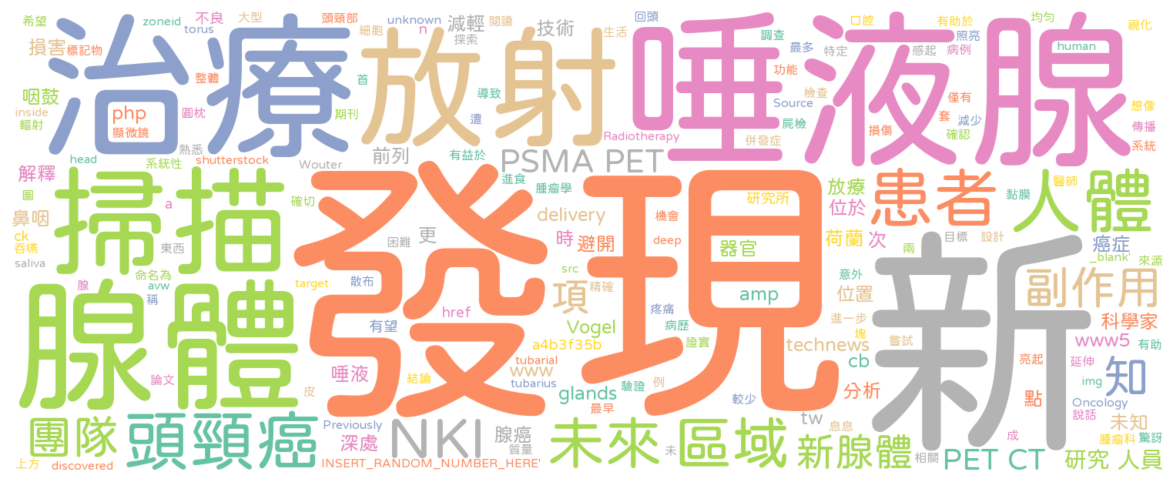 希望 zoneid 不良 大型 頭頸部 unknown n 減輕 技術 回頭 閱讀 口腔 有助於 均勻 視化
損害 標記物 torus 細胞 探索 生活 調查 特定 感起 照亮 病例 human
治療 放射 唾液腺
咽鼓 整體 首 導致 最多 功能 檢查 僅有 想像
inside php 圓枕 期刊 遭 Source 套 減少 傳播
輻射 顯微鏡 Radiotherapy 屍檢 併發症 損傷 確認 系統
熟悉 前列 有益於 PSMA PET
解釋 head 系統性 shutterstock Wouter
掃描 發現 患者 人體
圖 a 確切 進食 腫瘤學 研究所 放療 位於 黏膜 醫師
鼻咽 delivery 機會 荷蘭 次
ck 吞嚥 東西 困難 更 時 避開 deep 器官 兩 目標 設計 癌症 _blank'
saliva 命名為 src 意外 來源
腺 avw 稱 target 散布 項 精確 amp 位置 新 副作用
腺體 href 疼痛 進一步 科學家
有望 Vogel 病歷 technews 塊 www5 有助
a4b3f35b 證實 嘗試
tubarial www cb 亮起 延伸 知
論文 唾液 結論 tubarius glands 驗證 例 分析 img
皮 最早 較少 點 Oncology
團隊 頭頸癌 Previously NKI 腺癌 未來 區域 tw 息息 未知 說話
深處 質量 新腺體 成 腫瘤科 驚訝
上方 discovered INSERT_RANDOM_NUMBER_HERE' 未 相關 PET CT 研究 人員